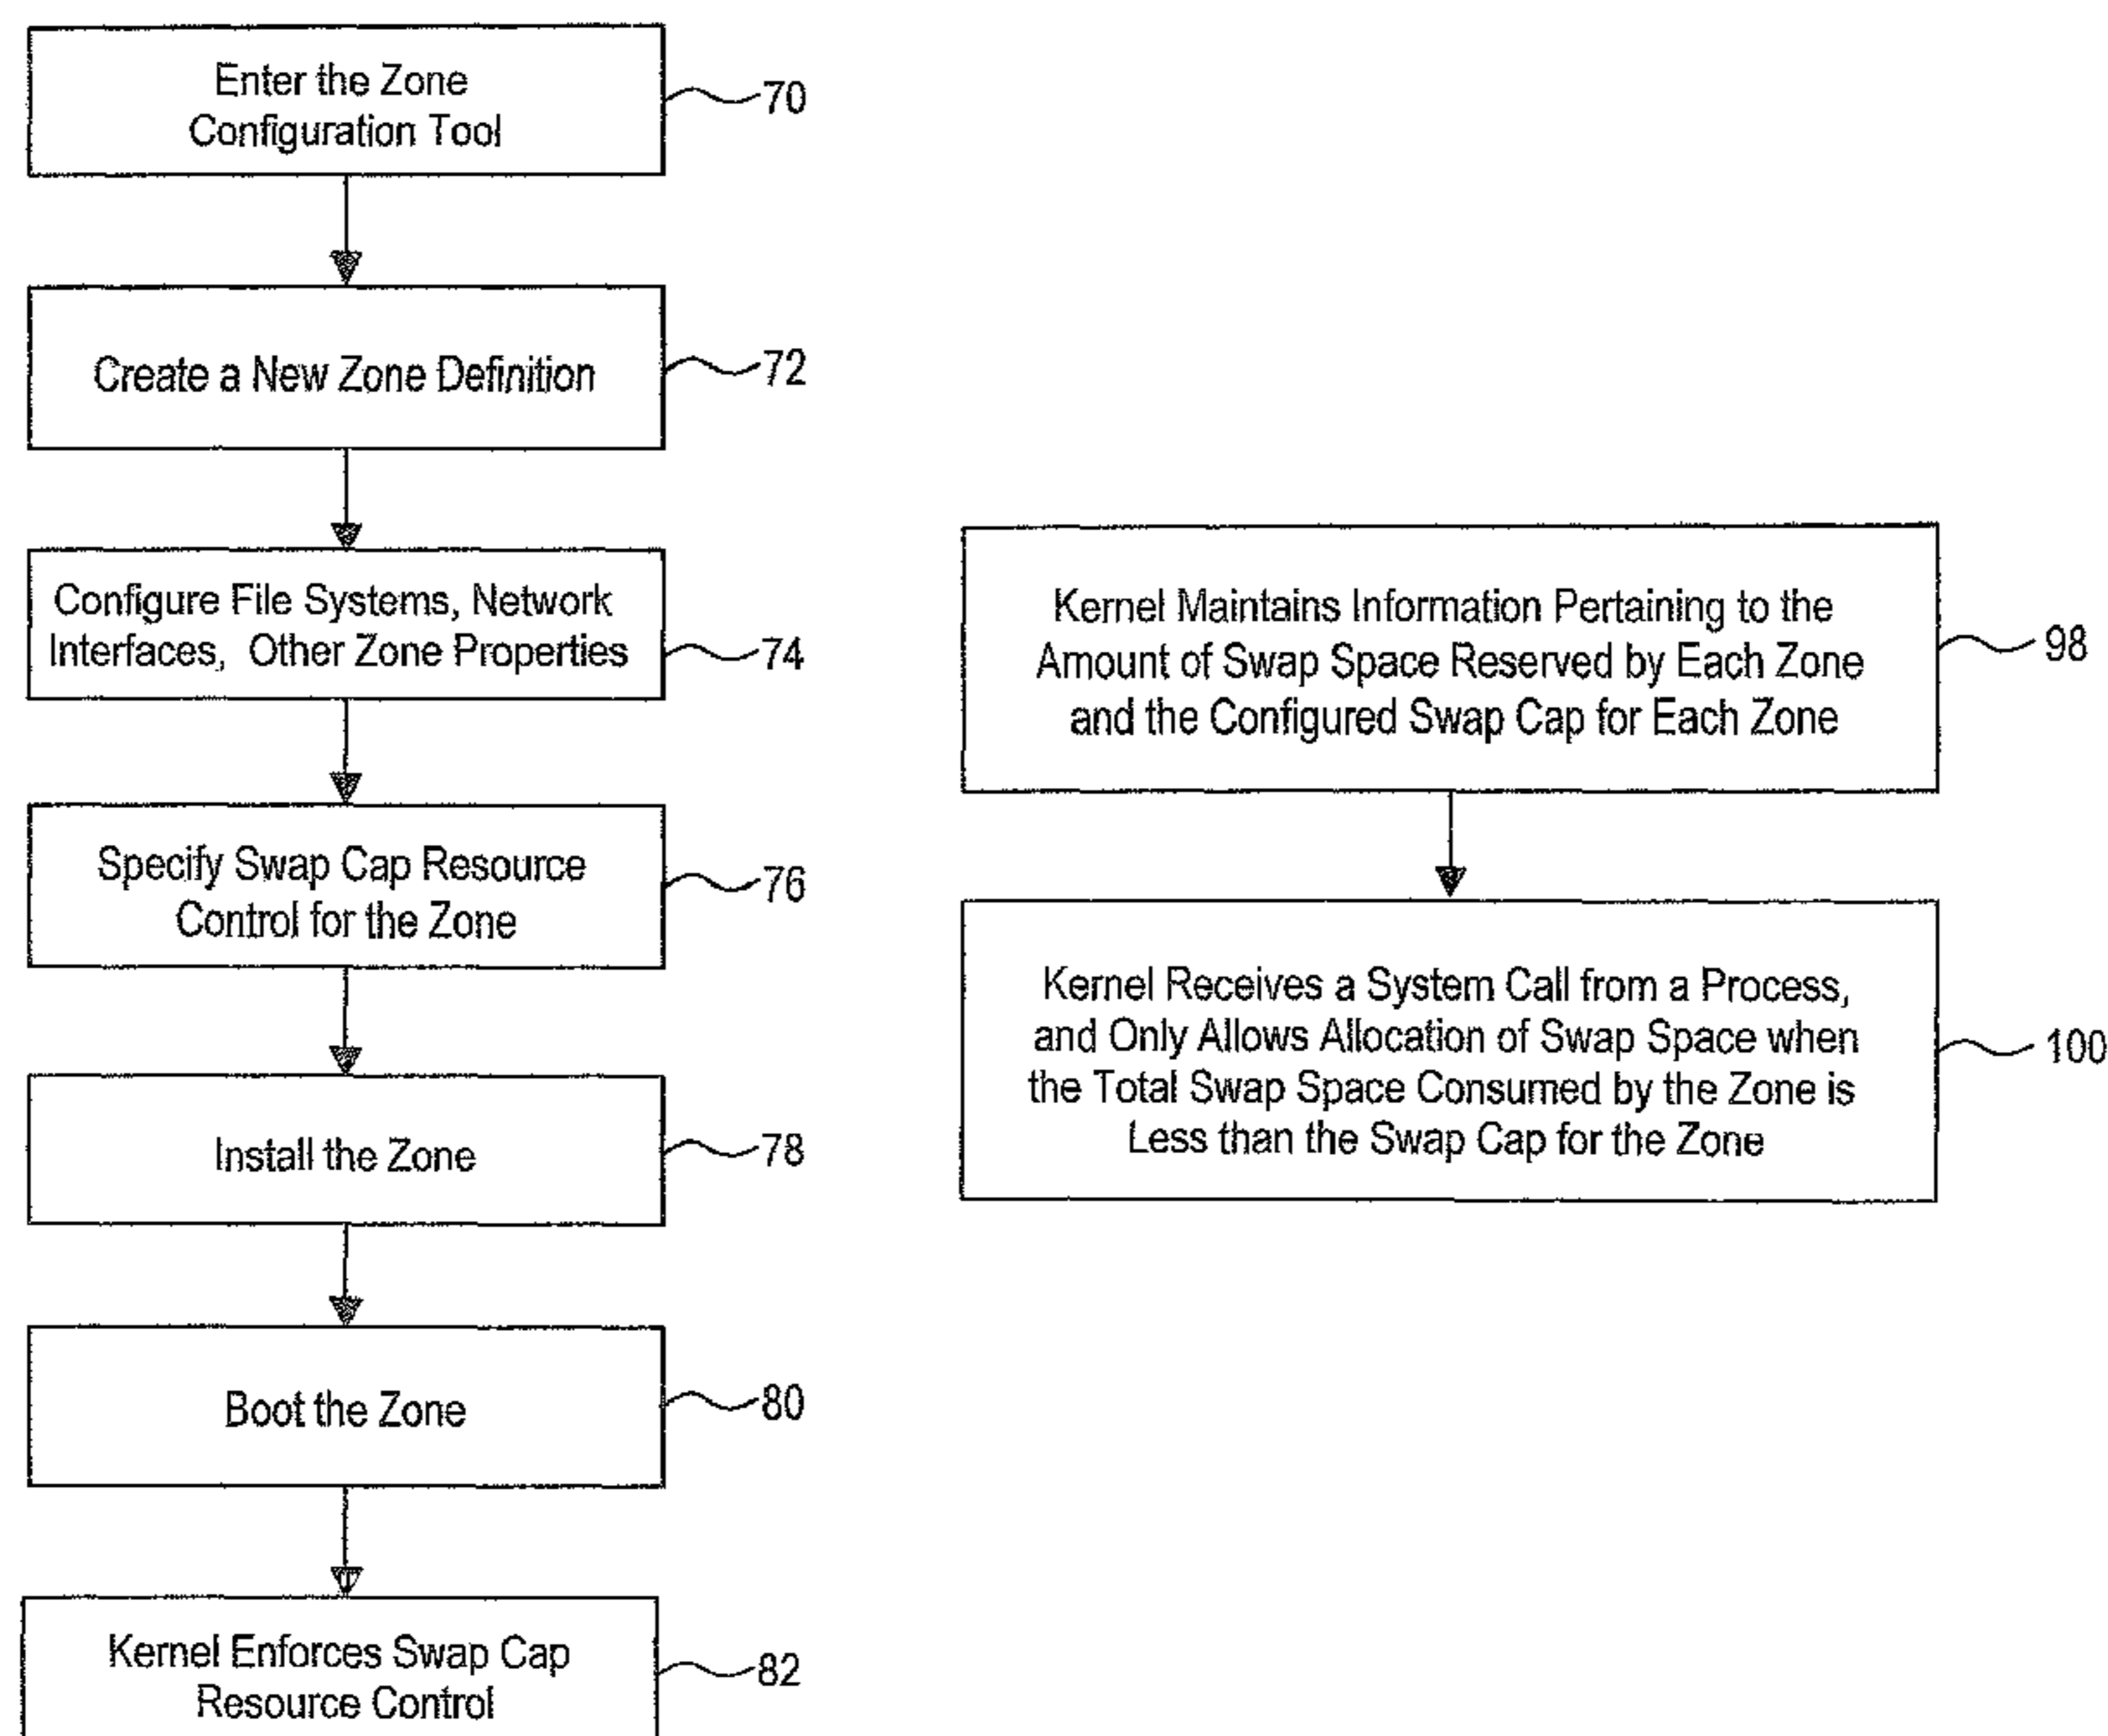 Enter the Zone
Configuration Tool
70
Create a New Zone Definition
72
Configure File Systems, Network
Interfaces, Other Zone Properties
74
Specify Swap Cap Resource
Control for the Zone
76
Install the Zone
78
Boot the Zone
80
Kernel Enforces Swap Cap
Resource Control
82
Kernel Maintains Information Pertaining to the
Amount of Swap Space Reserved by Each Zone
and the Configured Swap Cap for Each Zone
98
Kernel Receives a System Call from a Process,
and Only Allows Allocation of Swap Space when
the Total Swap Space Consumed by the Zone is
Less than the Swap Cap for the Zone
100